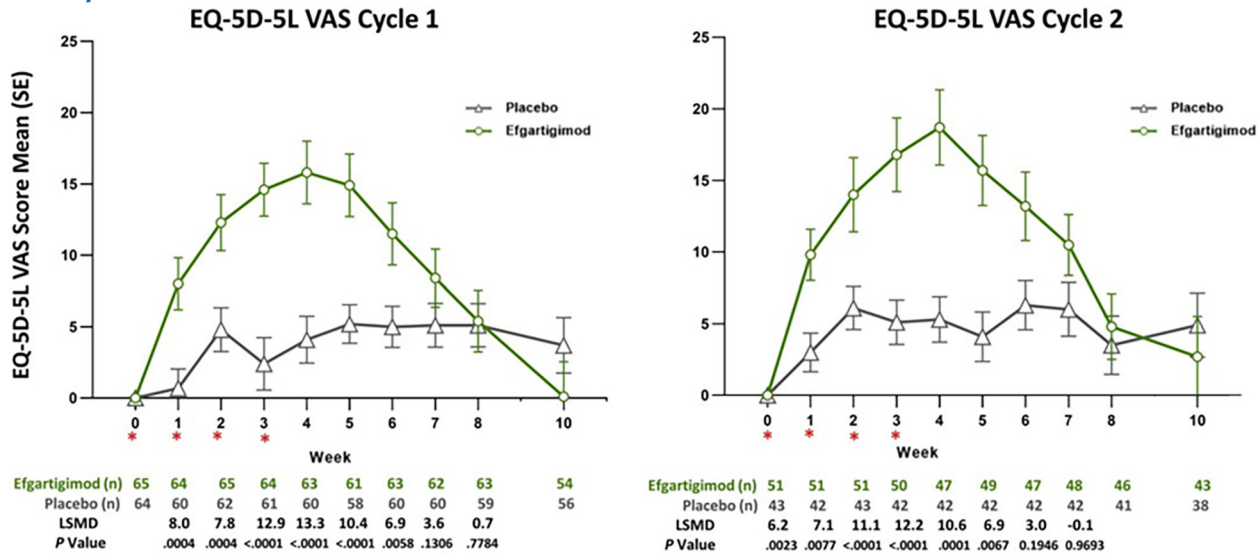 EQ-5D-5L VAS Cycle 1
EQ-5D-5L VAS Score Mean (SE)
25
20
15
10
5
0
Placebo
Efgartigimod
0 1 2 3 4 5 6 7 8 10
* * * *
Week
Efgartigimod (n) 65 64 65 64 63 61 63 62 63 54
Placebo (n) 64 60 62 61 60 58 60 60 59 56
LSMD 8.0 7.8 12.9 13.3 10.4 6.9 3.6 0.7
P Value .0004 .0004 <.0001 <.0001 <.0001 .0058 .1306 .7784
EQ-5D-5L VAS Cycle 2
25
20
15
10
5
0
Placebo
Efgartigimod
0 1 2 3 4 5 6 7 8 10
* * * *
Week
Efgartigimod (n) 51 51 51 50 47 49 47 48 46 43
Placebo (n) 43 42 43 42 42 42 42 42 41 38
LSMD 6.2 7.1 11.1 12.2 10.6 6.9 3.0 -0.1
P Value .0023 .0077 <.0001 <.0001 .0001 .0067 0.1946 0.9693